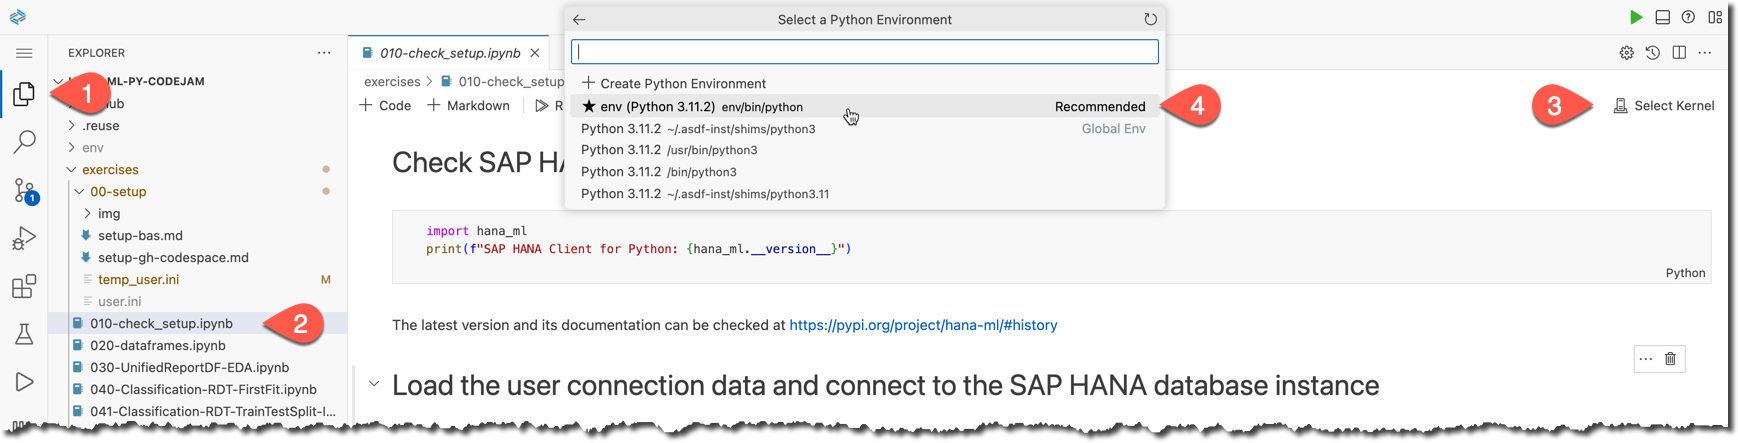 Select a Python Environment
EXPLORER
010-check_setup.ipynb
ML-PY-CODEJAM
1
.reuse
env
exercises
00-setup
img
setup-bas.md
setup-gh-codespace.md
temp_user.ini M
user.ini
010-check_setup.ipynb
2
020-dataframes.ipynb
030-UnifiedReportDF-EDA.ipynb
040-Classification-RDT-FirstFit.ipynb
041-Classification-RDT-TrainTestSplit-I...
1
exercises > 010-check_setup
+ Code + Markdown R
Create Python Environment
env (Python 3.11.2) env/bin/python Recommended
4
3
Select Kernel
Python 3.11.2 ~/.asdf-inst/shims/python3 Global Env
Python 3.11.2 /usr/bin/python3
Python 3.11.2 /bin/python3
Python 3.11.2 ~/.asdf-inst/shims/python3.11
Check SAP HA
import hana_ml
print(f"SAP HANA Client for Python: {hana_ml.__version__}")
Python
The latest version and its documentation can be checked at https://pypi.org/project/hana-ml/#history
Load the user connection data and connect to the SAP HANA database instance